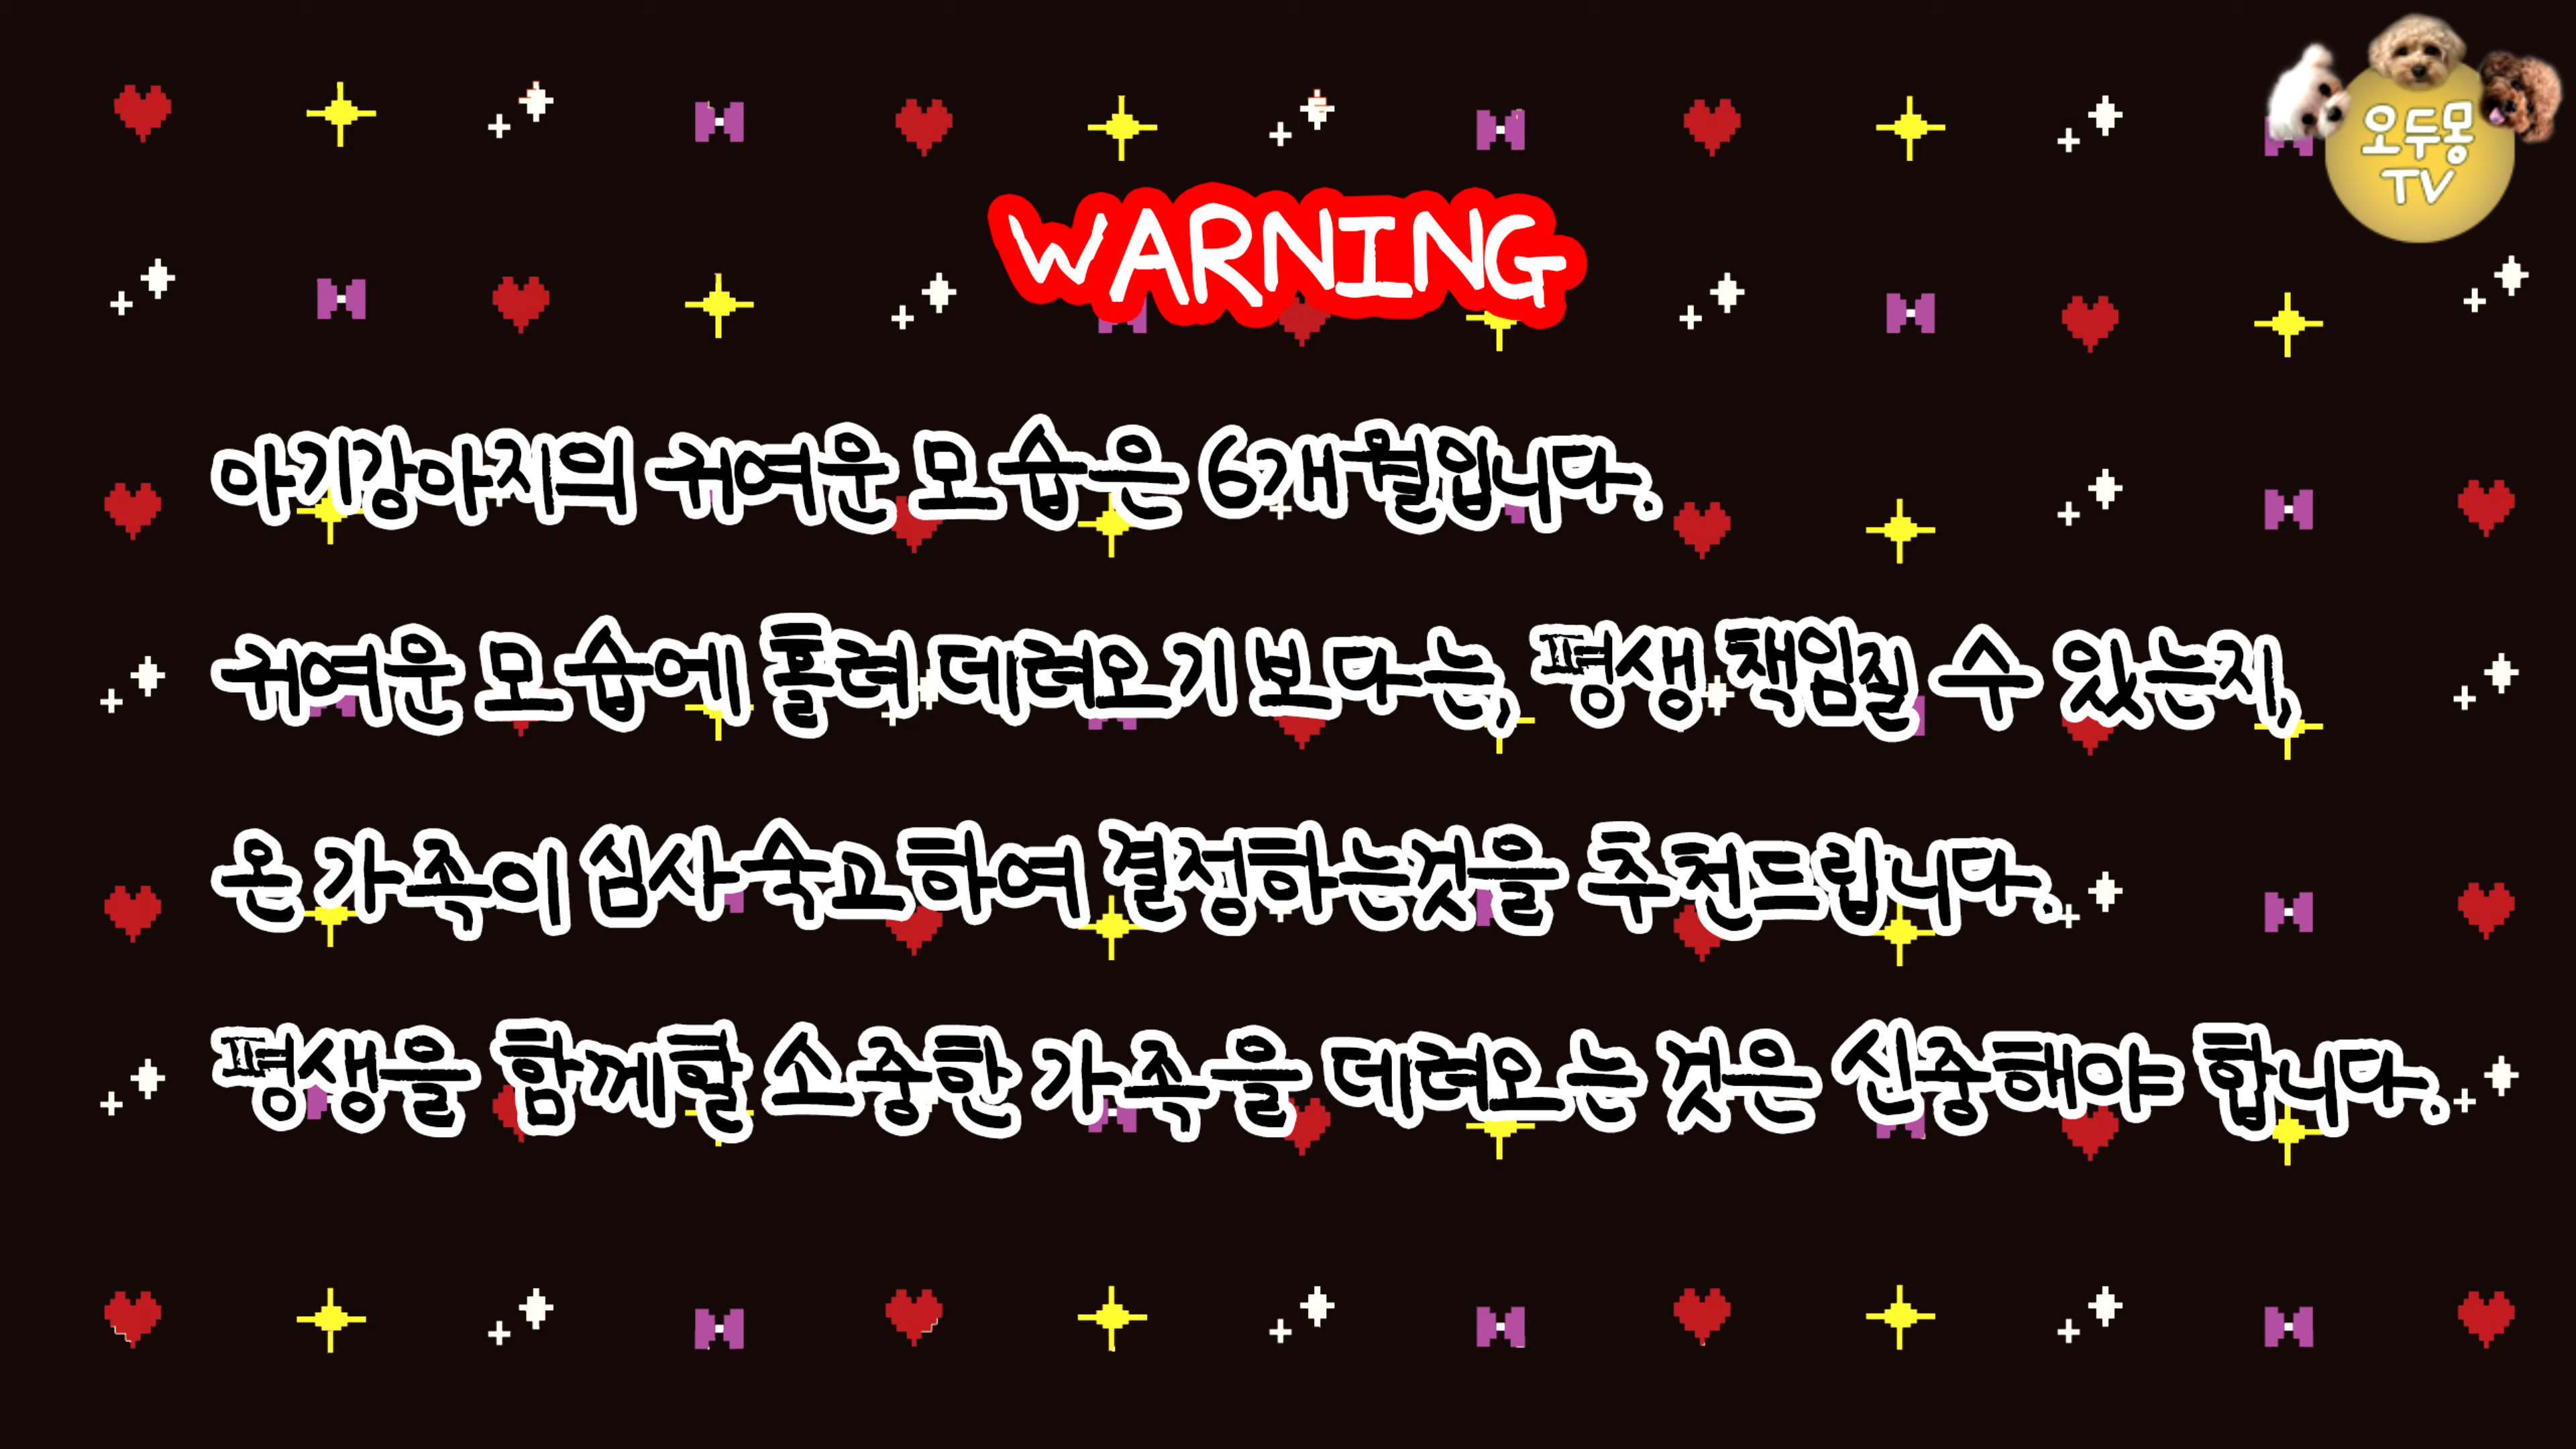 오두몽
TV
WARNING
아기강아지의 귀여운 모습은 6개월입니다.
귀여운 모습에 홀려 데려오기 보다는, 평생 책임질 수 있는지,
온 가족이 심사숙고하여 결정하는것을 추천드립니다.
평생을 함께할 소중한 가족을 데려오는 것은 신중해야 합니다.